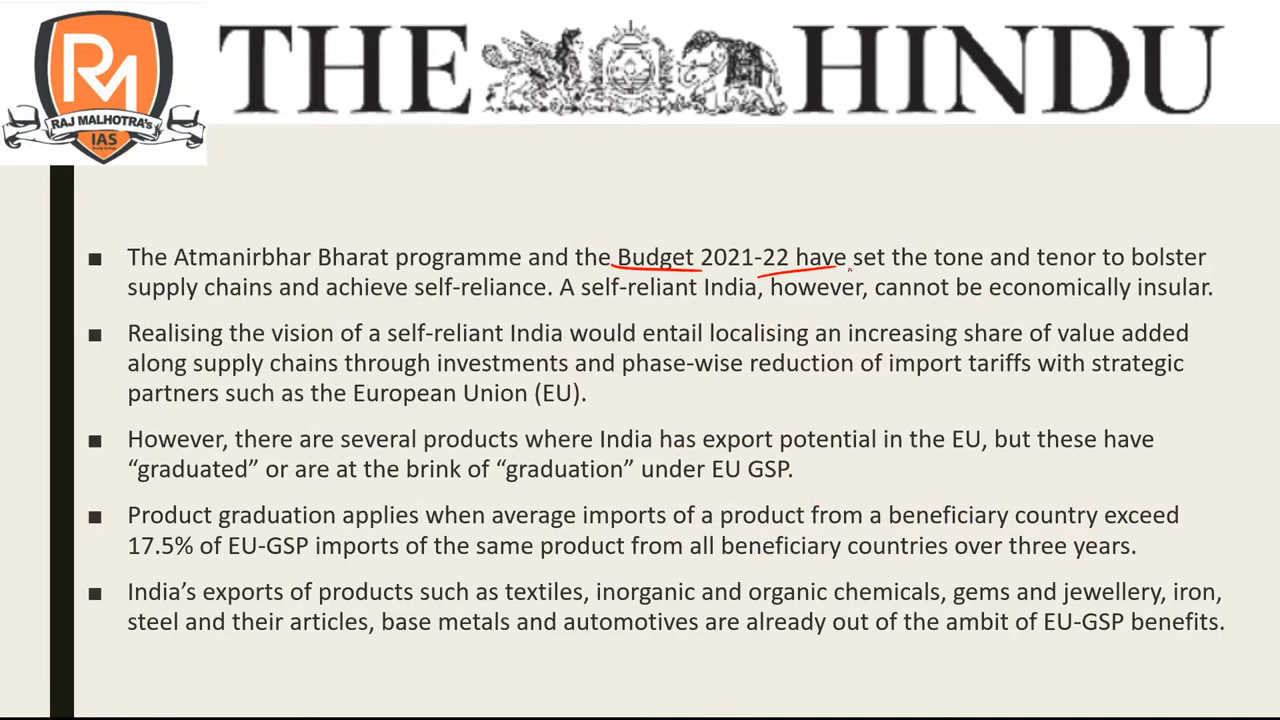 RM
RAJ MALHOTRA'S
IAS
Study Group
THE HINDU
The Atmanirbhar Bharat programme and the Budget 2021-22 have set the tone and tenor to bolster
supply chains and achieve self-reliance. A self-reliant India, however, cannot be economically insular.
Realising the vision of a self-reliant India would entail localising an increasing share of value added
along supply chains through investments and phase-wise reduction of import tariffs with strategic
partners such as the European Union (EU).
However, there are several products where India has export potential in the EU, but these have
“graduated” or are at the brink of “graduation” under EU GSP.
Product graduation applies when average imports of a product from a beneficiary country exceed
17.5% of EU-GSP imports of the same product from all beneficiary countries over three years.
India’s exports of products such as textiles, inorganic and organic chemicals, gems and jewellery, iron,
steel and their articles, base metals and automotives are already out of the ambit of EU-GSP benefits.